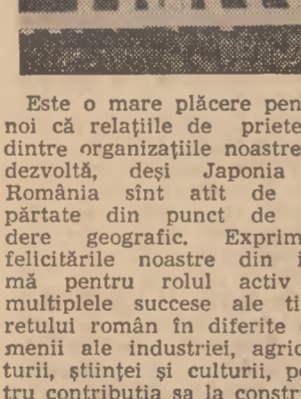 Este o mare plăcere pen
noi că relațiile de priete
dintre organizațiile noastre
dezvoltă, deși Japonia
România sînt atît de
părtate din punct de
dere geografic. Exprim
felicitările noastre din i
mă pentru rolul activ
multiplele succese ale ti
retului român în diferite
menii ale industriei, agric
turii, științei și culturii, pe
tru contribuția sa la constr